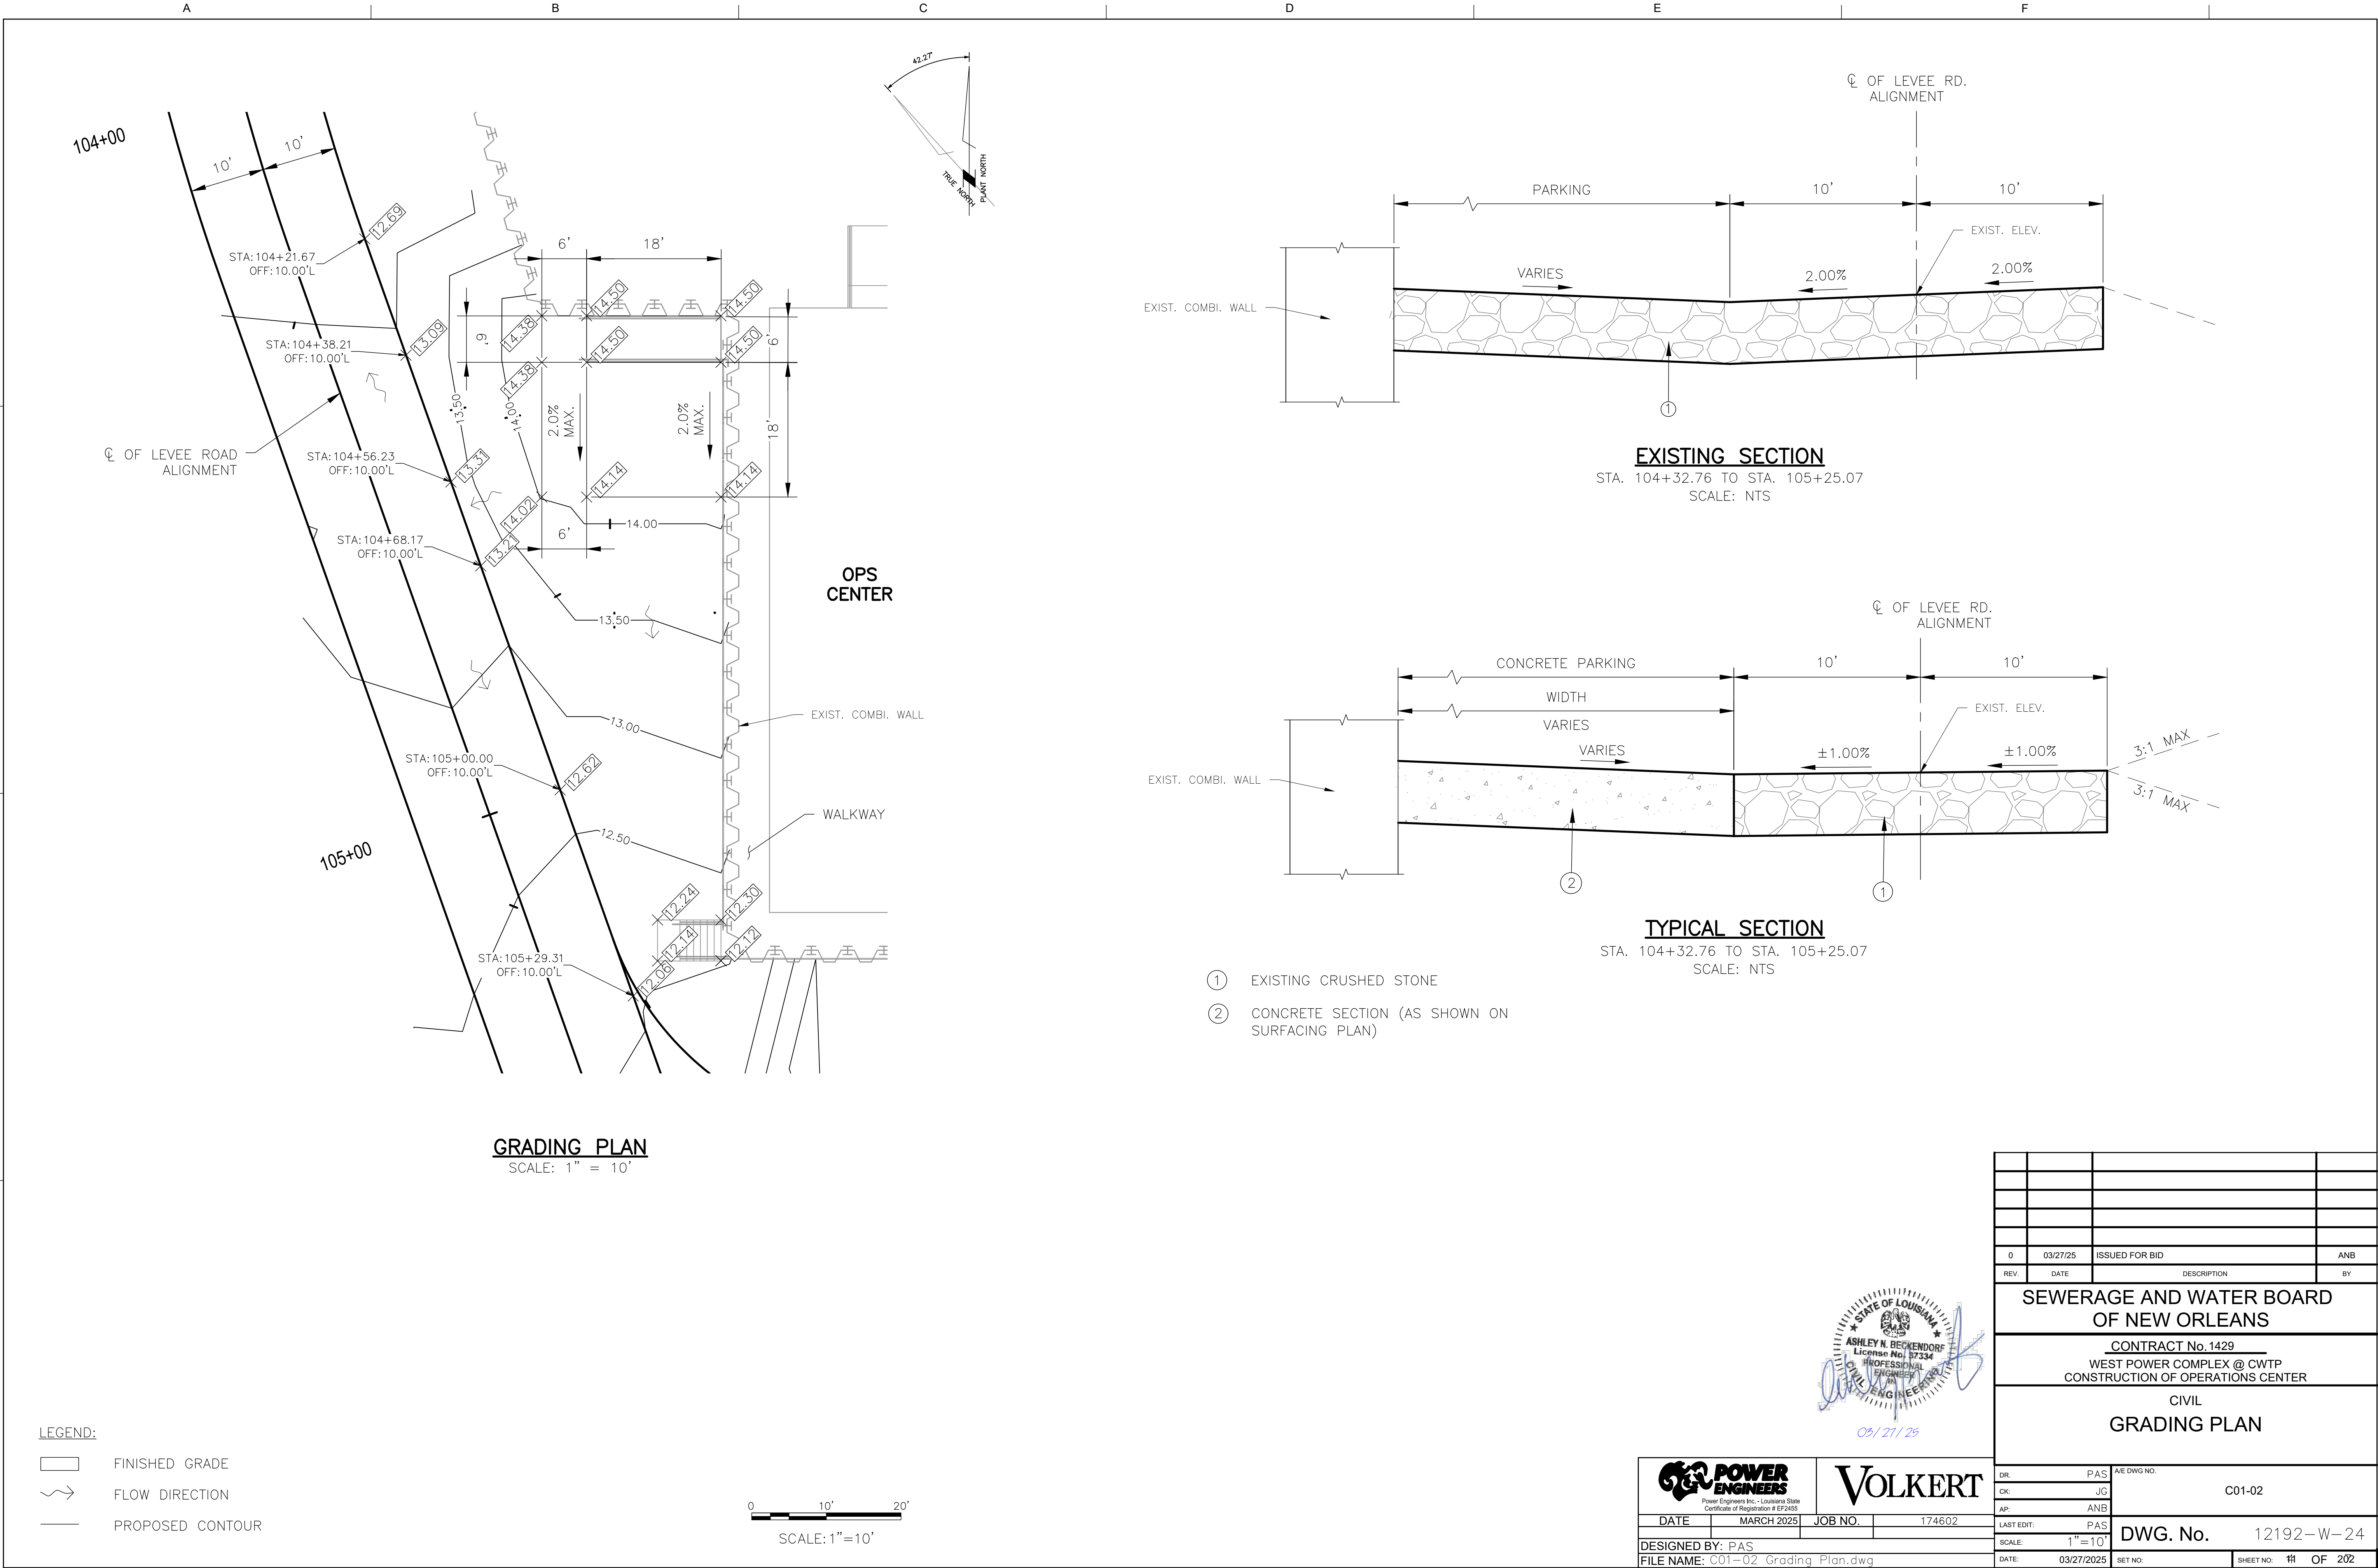 A B C D E F
42.27'
TRUE NORTH
PLANT NORTH
104+00
10'
10'
12.69
STA:104+21.67
OFF:10.00'L
6'
18'
14.50
14.50
14.38
6'
14.50
14.50
6'
13.09
STA:104+38.21
OFF:10.00'L
14.38
13.50
14.00
2.0%
MAX.
2.0%
MAX.
18'
℄ OF LEVEE ROAD
ALIGNMENT
STA:104+56.23
OFF:10.00'L
13.31
14.14
14.14
14.02
STA:104+68.17
OFF:10.00'L
13.21
6'
14.00
OPS
CENTER
13.50
13.00
EXIST. COMBI. WALL
STA:105+00.00
OFF:10.00'L
12.62
WALKWAY
12.50
105+00
12.24
12.30
12.14
12.12
STA:105+29.31
OFF:10.00'L
12.06
GRADING PLAN
SCALE: 1" = 10'
℄ OF LEVEE RD.
ALIGNMENT
PARKING
10'
10'
EXIST. ELEV.
VARIES
2.00%
2.00%
EXIST. COMBI. WALL
1
EXISTING SECTION
STA. 104+32.76 TO STA. 105+25.07
SCALE: NTS
℄ OF LEVEE RD.
ALIGNMENT
CONCRETE PARKING
10'
10'
WIDTH
VARIES
EXIST. ELEV.
VARIES
±1.00%
±1.00%
3:1 MAX
3:1 MAX
EXIST. COMBI. WALL
2
1
TYPICAL SECTION
STA. 104+32.76 TO STA. 105+25.07
SCALE: NTS
1 EXISTING CRUSHED STONE
2 CONCRETE SECTION (AS SHOWN ON
SURFACING PLAN)
LEGEND:
FINISHED GRADE
FLOW DIRECTION
PROPOSED CONTOUR
0 10' 20'
SCALE:1"=10'
STATE OF LOUISIANA
ASHLEY N. BECKENDORF
License No. 37334
PROFESSIONAL
ENGINEER
IN
CIVIL ENGINEERING
03/27/25
POWER
ENGINEERS
Power Engineers Inc. - Louisiana State
Certificate of Registration # EF2455
VOLKERT
DATE MARCH 2025 JOB NO. 174602
DESIGNED BY: PAS
FILE NAME: C01-02 Grading Plan.dwg
0 03/27/25 ISSUED FOR BID ANB
REV. DATE DESCRIPTION BY
SEWERAGE AND WATER BOARD
OF NEW ORLEANS
CONTRACT No. 1429
WEST POWER COMPLEX @ CWTP
CONSTRUCTION OF OPERATIONS CENTER
CIVIL
GRADING PLAN
DR. PAS A/E DWG NO.
CK: JG C01-02
AP: ANB
LAST EDIT: PAS
SCALE: 1"=10' DWG. No. 12192-W-24
DATE: 03/27/2025 SET NO: SHEET NO: OF